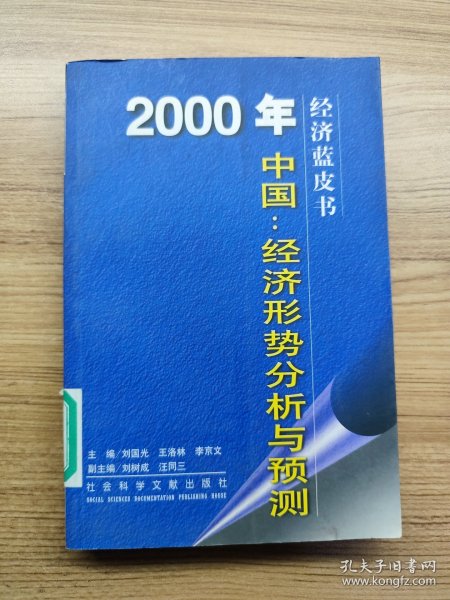 经济蓝皮书
2000年
中国：经济形势分析与预测
主 编/刘国光 王洛林 李京文
副主编/刘树成 汪同三
社会科学文献出版社
SOCIAL SCIENCES DOCUMENTATION PUBLISHING HOUSE
孔夫子旧书网
www.kongfz.com